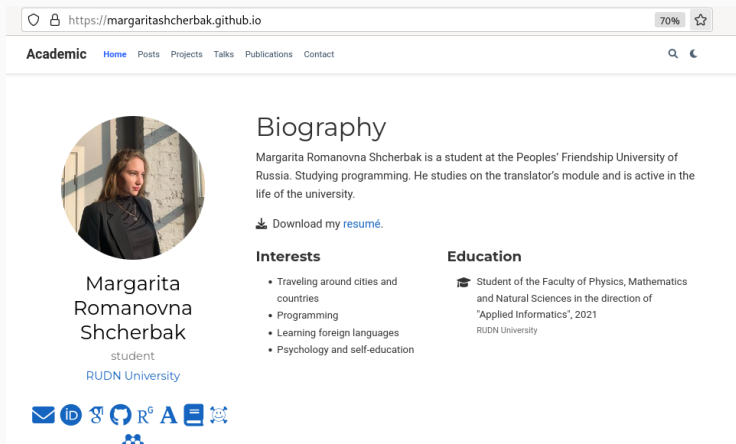 https://margaritashcherbak.github.io
70%
Academic Home Posts Projects Talks Publications Contact
Biography
Margarita Romanovna Shcherbak is a student at the Peoples' Friendship University of
Russia. Studying programming. He studies on the translator's module and is active in the
life of the university.
Download my resumé.
Interests
Traveling around cities and
countries
Programming
Learning foreign languages
Psychology and self-education
Education
Student of the Faculty of Physics, Mathematics
and Natural Sciences in the direction of
"Applied Informatics", 2021
RUDN University
Margarita
Romanovna
Shcherbak
student
RUDN University